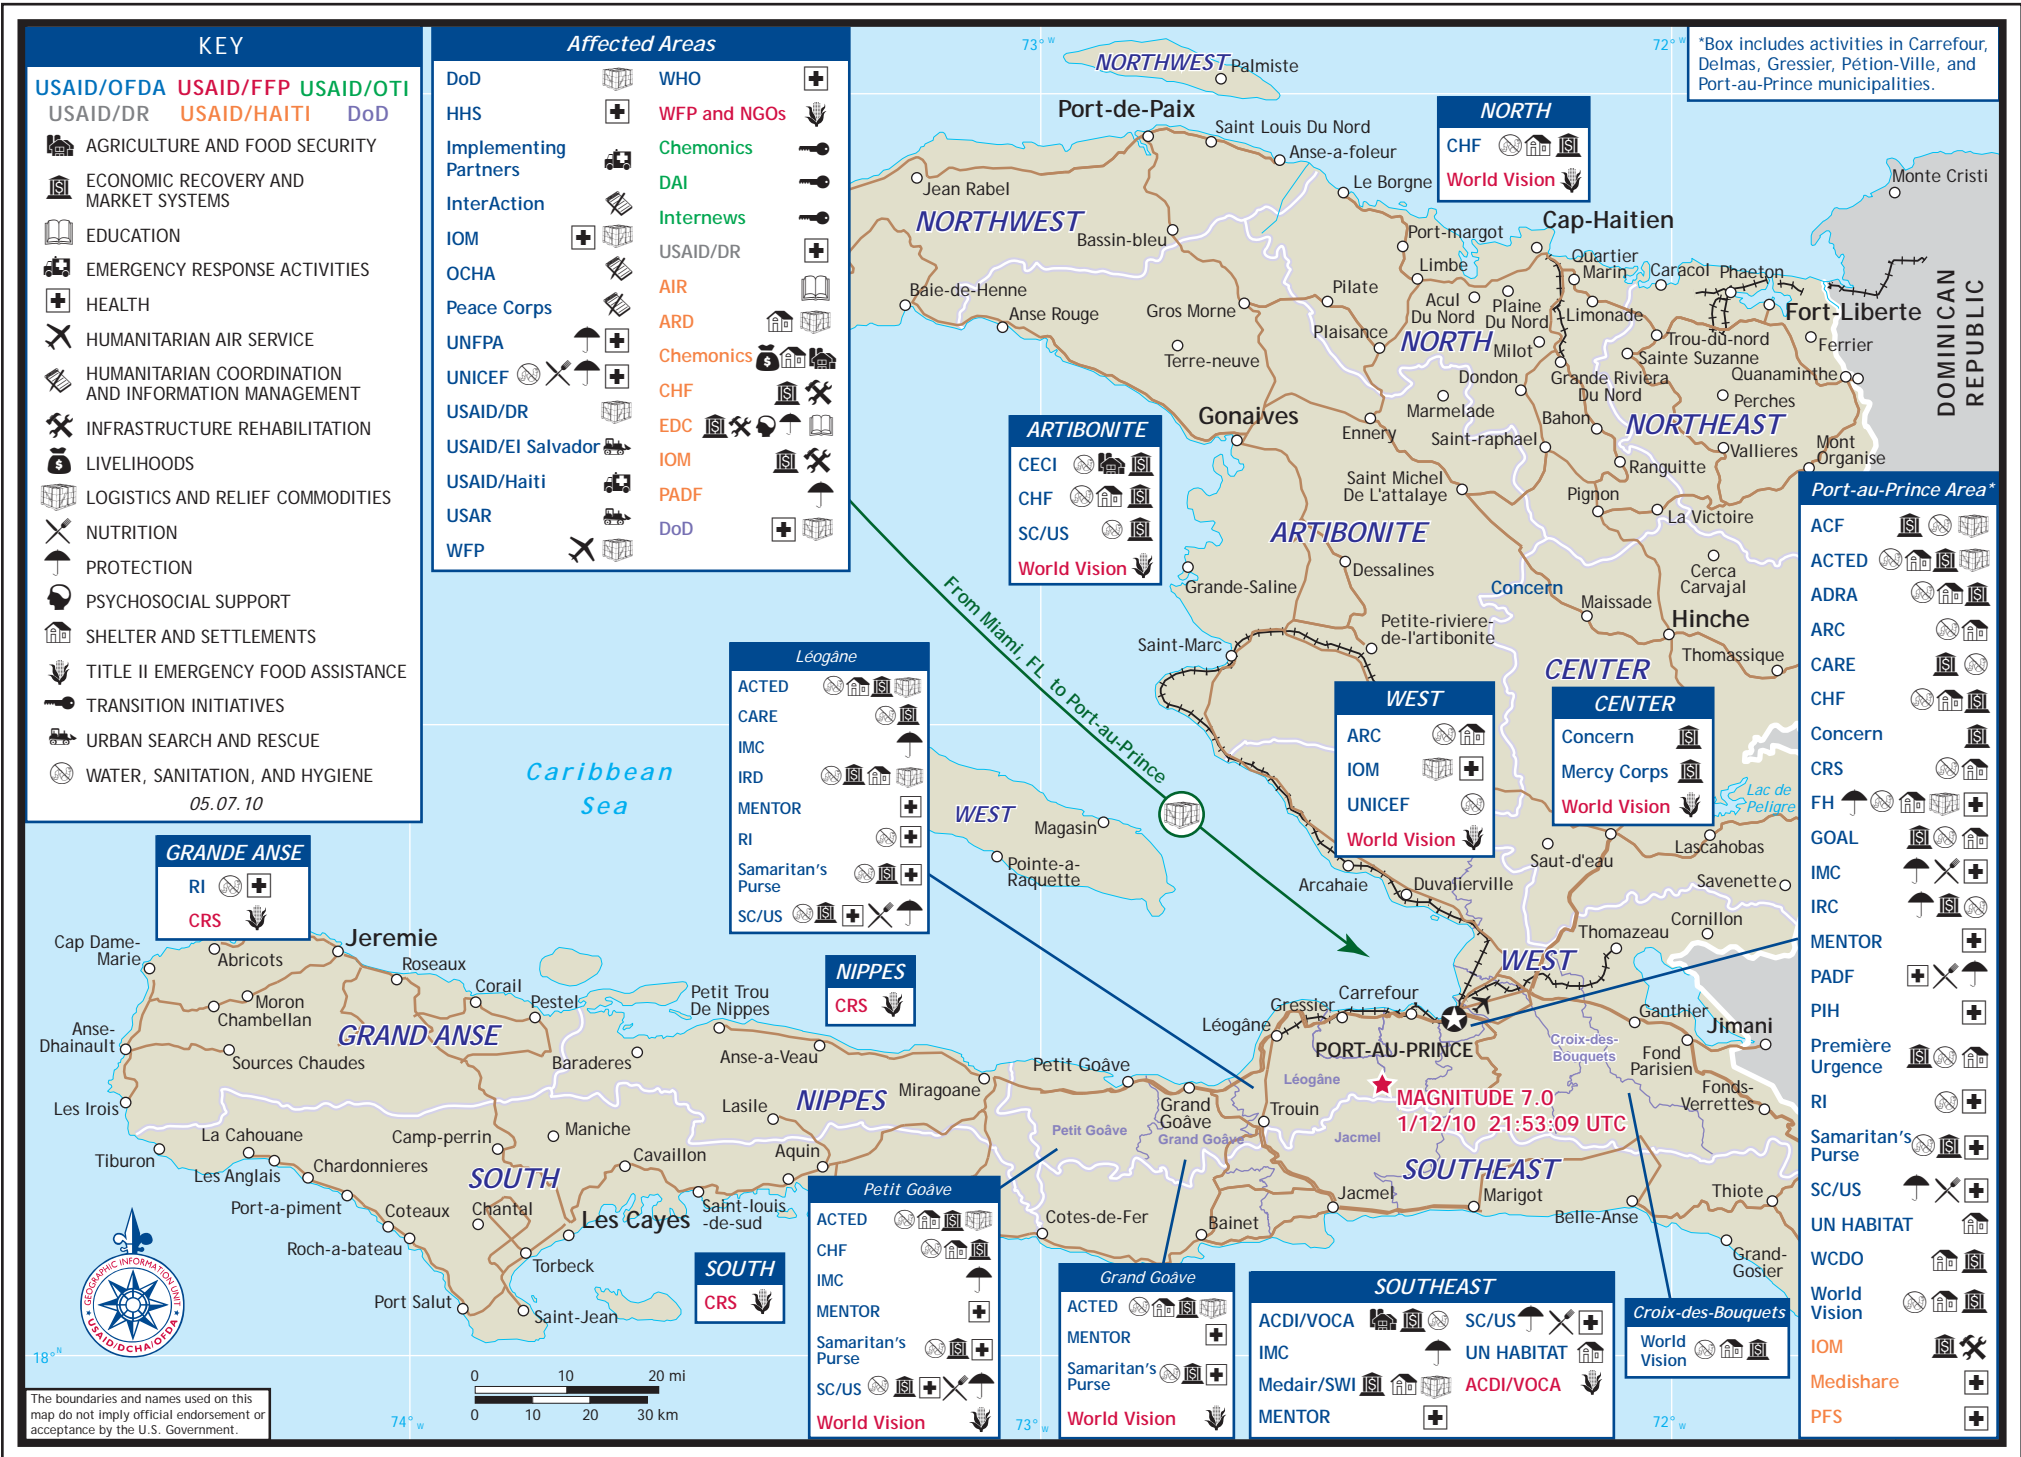 KEY
USAID/OFDA USAID/FFP USAID/OTI
USAID/DR USAID/HAITI DoD
AGRICULTURE AND FOOD SECURITY
ECONOMIC RECOVERY AND
MARKET SYSTEMS
EDUCATION
EMERGENCY RESPONSE ACTIVITIES
HEALTH
HUMANITARIAN AIR SERVICE
HUMANITARIAN COORDINATION
AND INFORMATION MANAGEMENT
INFRASTRUCTURE REHABILITATION
LIVELIHOODS
LOGISTICS AND RELIEF COMMODITIES
NUTRITION
PROTECTION
PSYCHOSOCIAL SUPPORT
SHELTER AND SETTLEMENTS
TITLE II EMERGENCY FOOD ASSISTANCE
TRANSITION INITIATIVES
URBAN SEARCH AND RESCUE
WATER, SANITATION, AND HYGIENE
05.07.10
Affected Areas
DoD
HHS
Implementing
Partners
InterAction
IOM
OCHA
Peace Corps
UNFPA
UNICEF
USAID/DR
USAID/El Salvador
USAID/Haiti
USAR
WFP
WHO
WFP and NGOs
Chemonics
DAI
Internews
USAID/DR
AIR
ARD
Chemonics
CHF
EDC
IOM
PADF
DoD
73° W
72° W
*Box includes activities in Carrefour,
Delmas, Gressier, Pétion-Ville, and
Port-au-Prince municipalities.
NORTHWEST
Palmiste
Port-de-Paix
Saint Louis Du Nord
Anse-a-foleur
Le Borgne
Jean Rabel
NORTHWEST
Bassin-bleu
NORTH
CHF
World Vision
Monte Cristi
Cap-Haitien
Port-margot
Quartier
Marin
Limbe
Caracol
Phaeton
DOMINICAN
REPUBLIC
Baie-de-Henne
Anse Rouge
Gros Morne
Pilate
Acul
Du Nord
Plaine
Du Nord
Limonade
Fort-Liberte
Plaisance
NORTH
Milot
Trou-du-nord
Sainte Suzanne
Ferrier
Terre-neuve
Dondon
Grande Riviera
Du Nord
Quanaminthe
Marmelade
Perches
Gonaives
Ennery
Bahon
NORTHEAST
Saint-raphael
Vallieres
Mont
Organise
Ranguitte
Saint Michel
De L'attalaye
Pignon
La Victoire
ARTIBONITE
CECI
CHF
SC/US
World Vision
ARTIBONITE
Dessalines
Grande-Saline
Concern
Cerca
Carvajal
Maissade
Hinche
Petite-riviere-
de-l'artibonite
Saint-Marc
Thomassique
CENTER
From Miami, FL to Port-au-Prince
Léogâne
ACTED
CARE
IMC
IRD
MENTOR
RI
Samaritan's
Purse
SC/US
WEST
ARC
IOM
UNICEF
World Vision
CENTER
Concern
Mercy Corps
World Vision
Lac de
Peligre
Caribbean
Sea
WEST
Magasin
Pointe-a-
Raquette
Saut-d'eau
Lascahobas
Arcahaie
Duvalierville
Savenette
Cornillon
Thomazeau
WEST
GRANDE ANSE
RI
CRS
Cap Dame-
Marie
Abricots
Jeremie
Roseaux
Corail
Pestel
Moron
Chambellan
Anse-
Dhainault
GRAND ANSE
Sources Chaudes
Baraderes
Petit Trou
De Nippes
Anse-a-Veau
NIPPES
CRS
Gressier
Carrefour
Léogâne
PORT-AU-PRINCE
Ganthier
Jimani
Croix-des-
Bouquets
Fond
Parisien
Petit Goâve
Miragoane
Léogâne
Fonds-
Verrettes
Les Irois
Lasile
NIPPES
Grand
Goâve
Trouin
MAGNITUDE 7.0
1/12/10 21:53:09 UTC
La Cahouane
Camp-perrin
Maniche
Petit Goâve
Grand Goâve
Jacmel
Tiburon
Les Anglais
Chardonnieres
Cavaillon
Aquin
SOUTH
SOUTHEAST
Port-a-piment
Coteaux
Chantal
Les Cayes
Saint-louis
-de-sud
Jacmel
Marigot
Belle-Anse
Thiote
Roch-a-bateau
Torbeck
Cotes-de-Fer
Bainet
Grand-
Gosier
Port Salut
Saint-Jean
SOUTH
CRS
Petit Goâve
ACTED
CHF
IMC
MENTOR
Samaritan's
Purse
SC/US
World Vision
Grand Goâve
ACTED
MENTOR
Samaritan's
Purse
World Vision
SOUTHEAST
ACDI/VOCA
IMC
Medair/SWI
MENTOR
SC/US
UN HABITAT
ACDI/VOCA
Croix-des-Bouquets
World
Vision
Port-au-Prince Area*
ACF
ACTED
ADRA
ARC
CARE
CHF
Concern
CRS
FH
GOAL
IMC
IRC
MENTOR
PADF
PIH
Première
Urgence
RI
Samaritan's
Purse
SC/US
UN HABITAT
WCDO
World
Vision
IOM
Medishare
PFS
GEOGRAPHIC INFORMATION UNIT
USAID/DCHA/OFDA
18° N
0 10 20 mi
0 10 20 30 km
74° W
73° W
72° W
The boundaries and names used on this
map do not imply official endorsement or
acceptance by the U.S. Government.